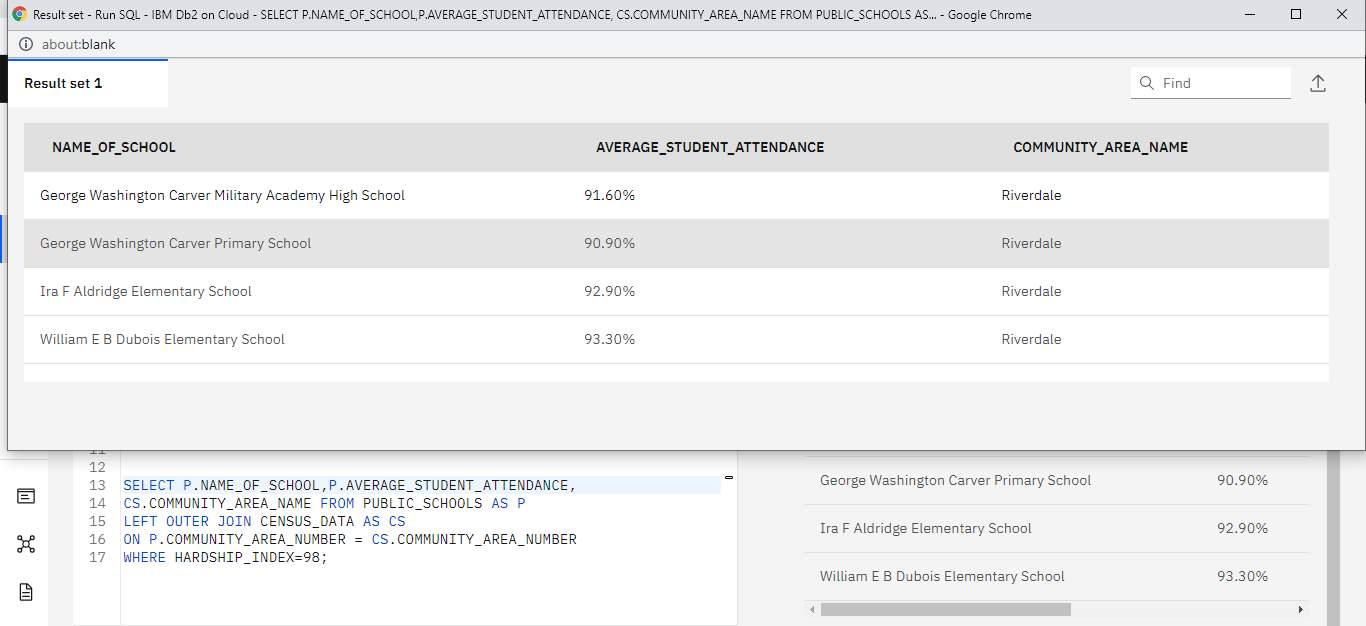 Result set - Run SQL - IBM Db2 on Cloud - SELECT P.NAME_OF_SCHOOL,P.AVERAGE_STUDENT_ATTENDANCE, CS.COMMUNITY_AREA_NAME FROM PUBLIC_SCHOOLS AS... - Google Chrome
about:blank
Result set 1
Find
NAME_OF_SCHOOL AVERAGE_STUDENT_ATTENDANCE COMMUNITY_AREA_NAME
George Washington Carver Military Academy High School 91.60% Riverdale
George Washington Carver Primary School 90.90% Riverdale
Ira F Aldridge Elementary School 92.90% Riverdale
William E B Dubois Elementary School 93.30% Riverdale
11
12
13 SELECT P.NAME_OF_SCHOOL,P.AVERAGE_STUDENT_ATTENDANCE,
14 CS.COMMUNITY_AREA_NAME FROM PUBLIC_SCHOOLS AS P
15 LEFT OUTER JOIN CENSUS_DATA AS CS
16 ON P.COMMUNITY_AREA_NUMBER = CS.COMMUNITY_AREA_NUMBER
17 WHERE HARDSHIP_INDEX=98;
George Washington Carver Primary School 90.90%
Ira F Aldridge Elementary School 92.90%
William E B Dubois Elementary School 93.30%